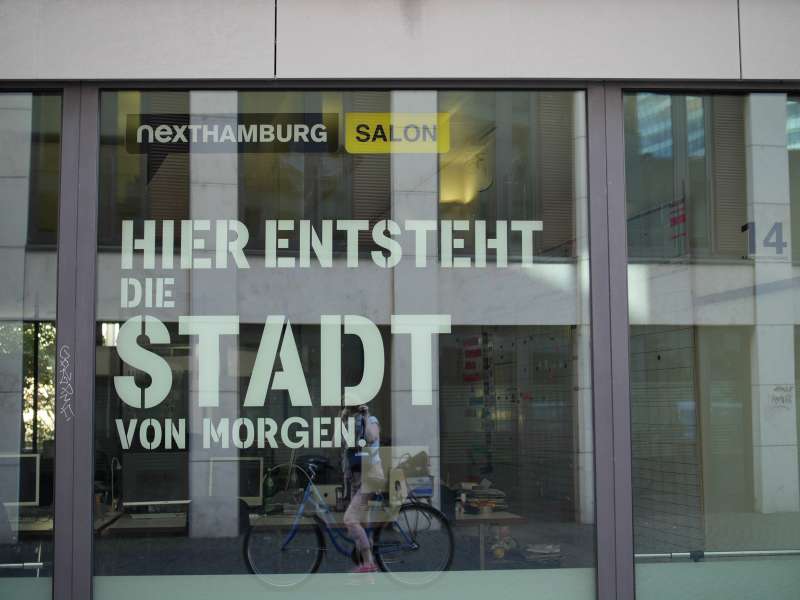 nexTHAMBURG SALON
HIER ENTSTEHT
DIE
STADT
VON MORGEN.
14